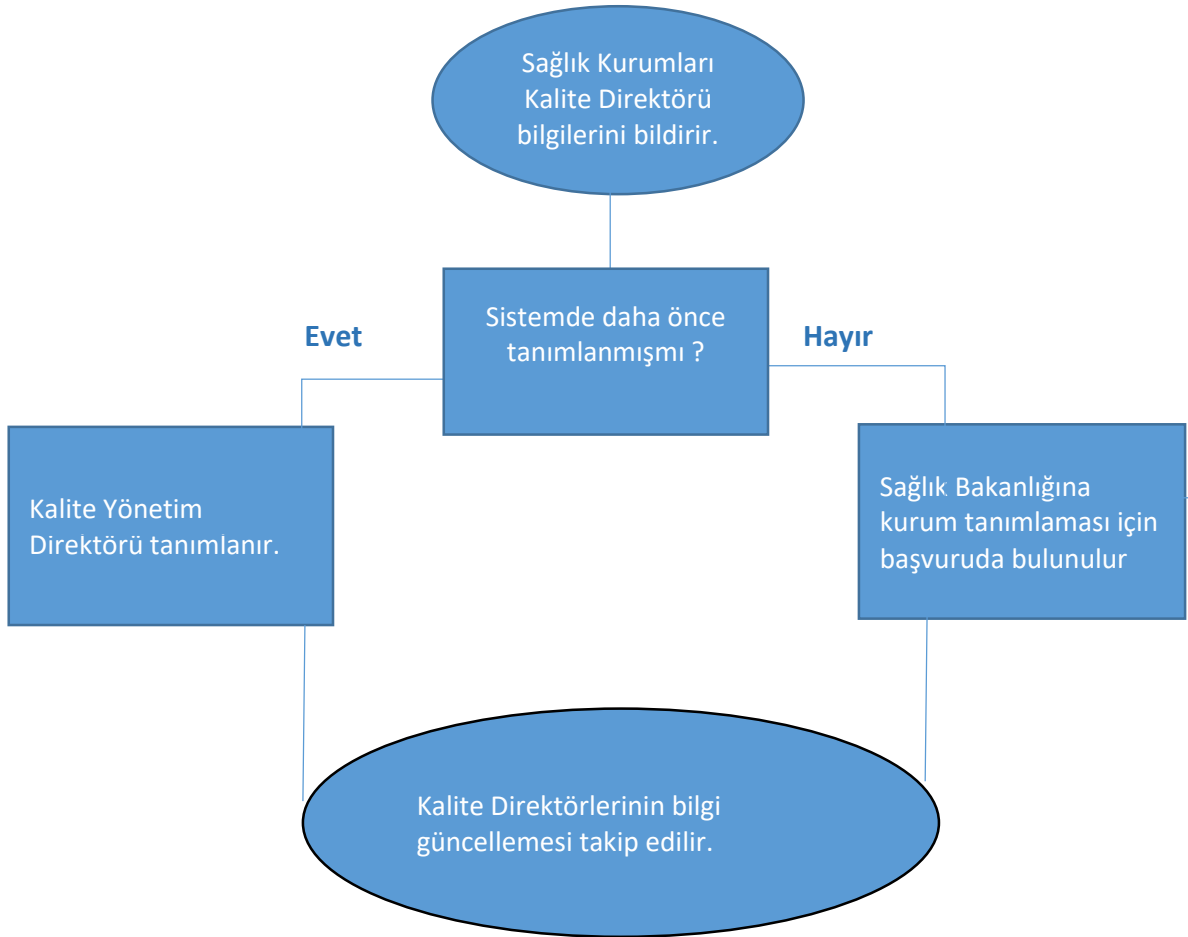 Sağlık Kurumları
Kalite Direktörü
bilgilerini bildirir.
Sistemde daha önce
tanımlanmışmı ?
Evet
Hayır
Kalite Yönetim
Direktörü tanımlanır.
Sağlık Bakanlığına
kurum tanımlaması için
başvuruda bulunulur
Kalite Direktörlerinin bilgi
güncellemesi takip edilir.